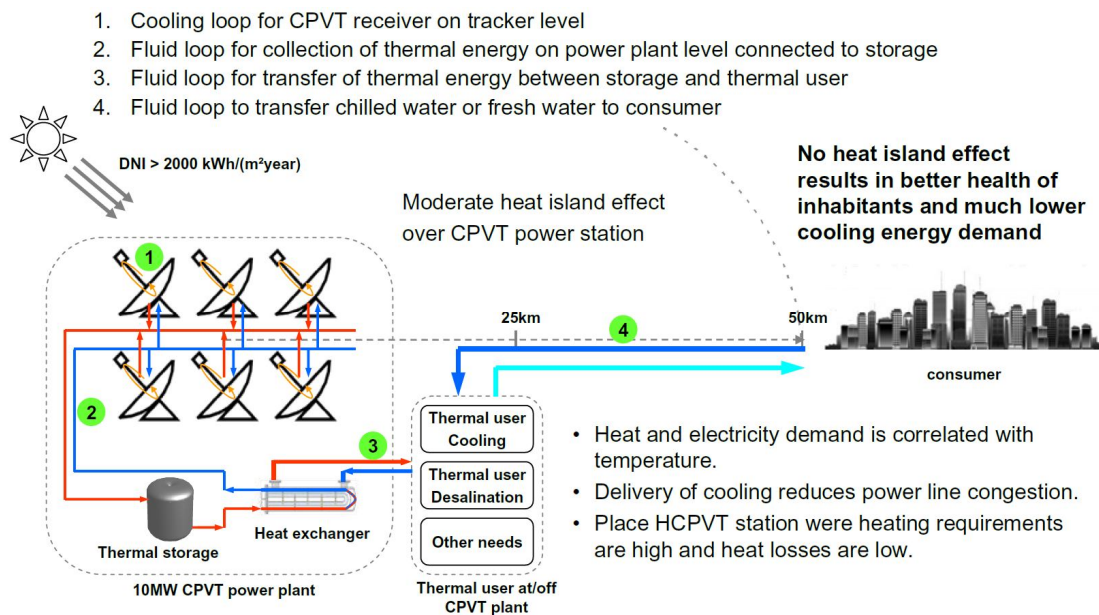 1. Cooling loop for CPVT receiver on tracker level
2. Fluid loop for collection of thermal energy on power plant level connected to storage
3. Fluid loop for transfer of thermal energy between storage and thermal user
4. Fluid loop to transfer chilled water or fresh water to consumer
DNI > 2000 kWh/(m²year)
No heat island effect
results in better health of
inhabitants and much lower
cooling energy demand
Moderate heat island effect
over CPVT power station
1
25km
4
50km
consumer
2
3
Thermal user
Cooling
Thermal user
Desalination
Other needs
Thermal storage
Heat exchanger
10MW CPVT power plant
Thermal user at/off
CPVT plant
• Heat and electricity demand is correlated with
temperature.
• Delivery of cooling reduces power line congestion.
• Place HCPVT station were heating requirements
are high and heat losses are low.